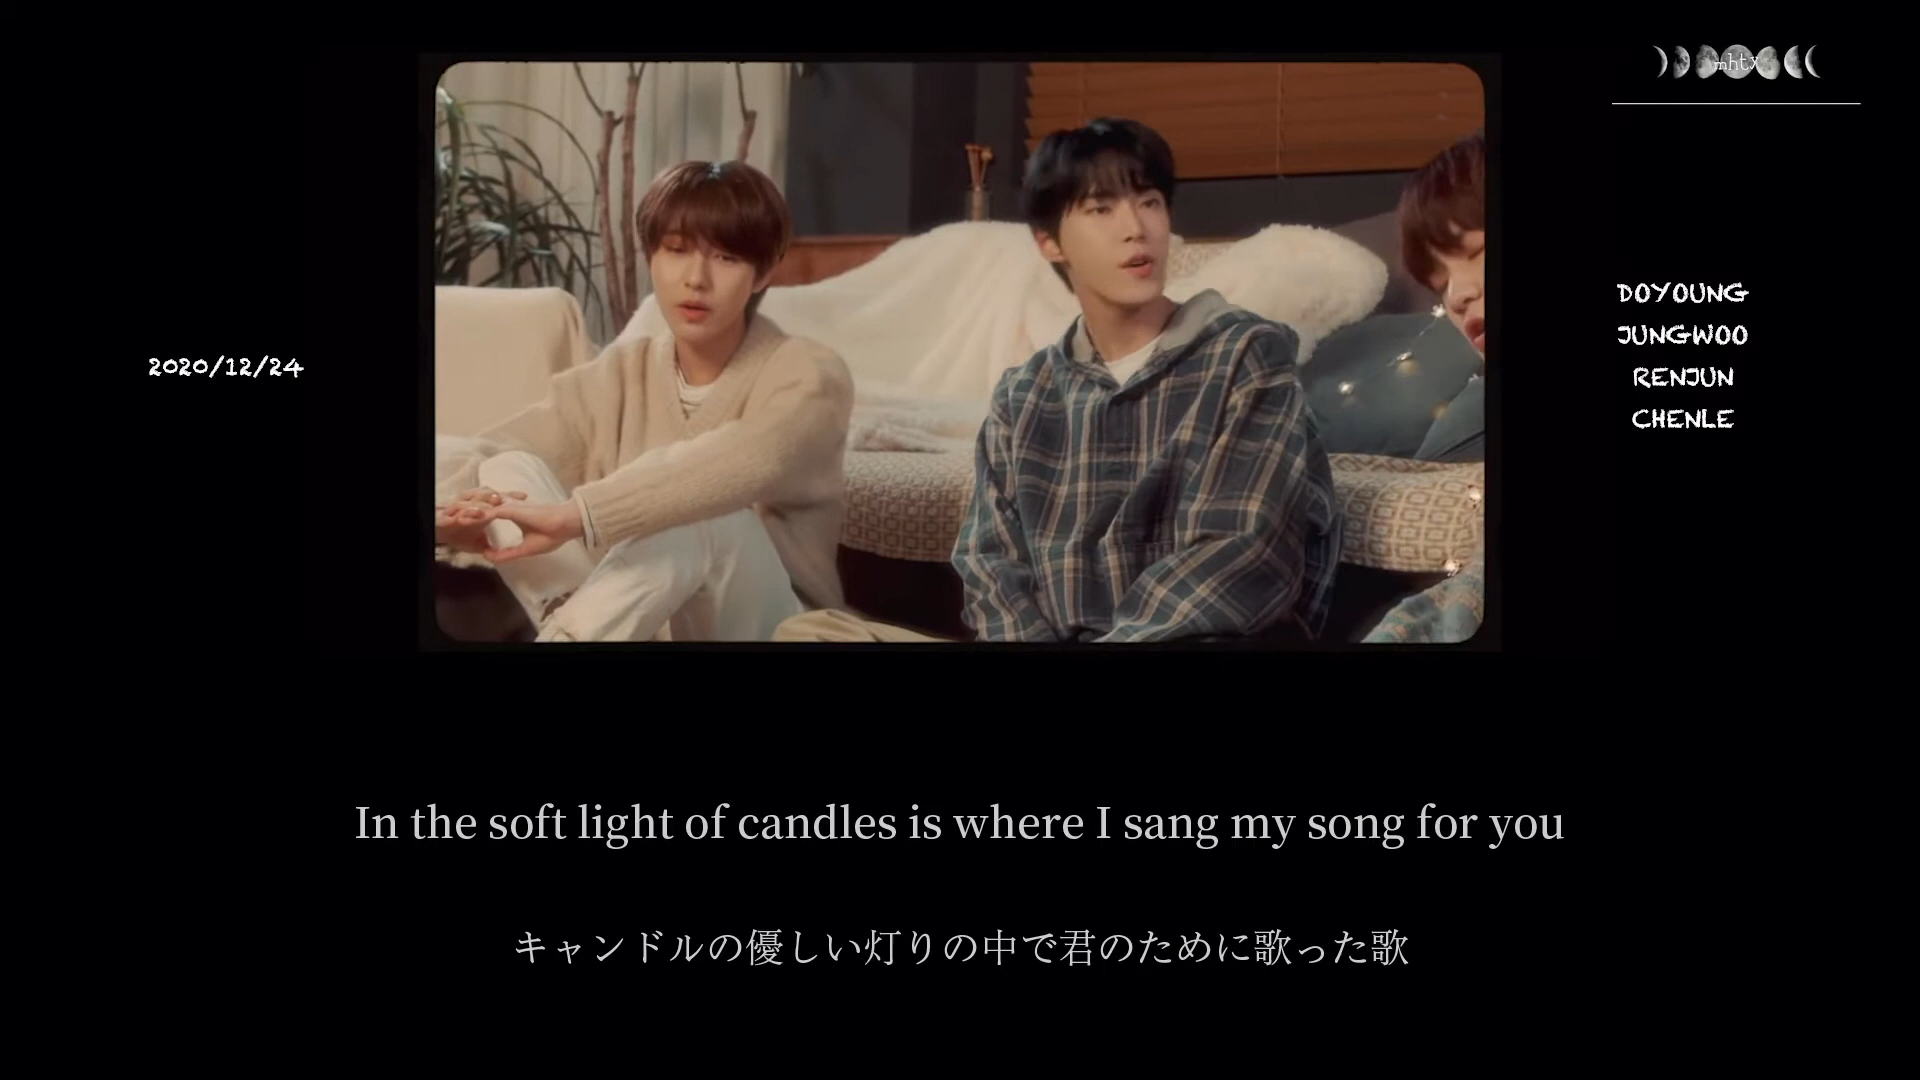 mhtx
2020/12/24
DOYOUNG
JUNGWOO
RENJUN
CHENLE
In the soft light of candles is where I sang my song for you
キャンドルの優しい灯りの中で君のために歌った歌